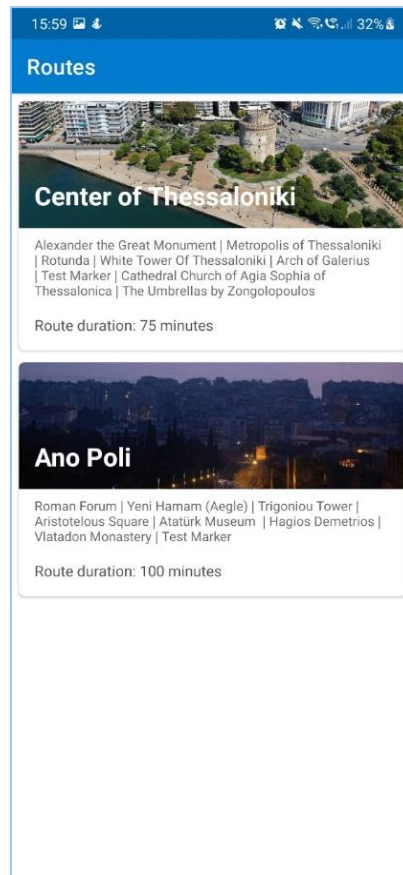 15:59 32%
Routes
Center of Thessaloniki
Alexander the Great Monument | Metropolis of Thessaloniki
| Rotunda | White Tower Of Thessaloniki | Arch of Galerius
| Test Marker | Cathedral Church of Agia Sophia of
Thessalonica | The Umbrellas by Zongolopoulos
Route duration: 75 minutes
Ano Poli
Roman Forum | Yeni Hamam (Aegle) | Trigoniou Tower |
Aristotelous Square | Atatürk Museum | Hagios Demetrios |
Vlatadon Monastery | Test Marker
Route duration: 100 minutes